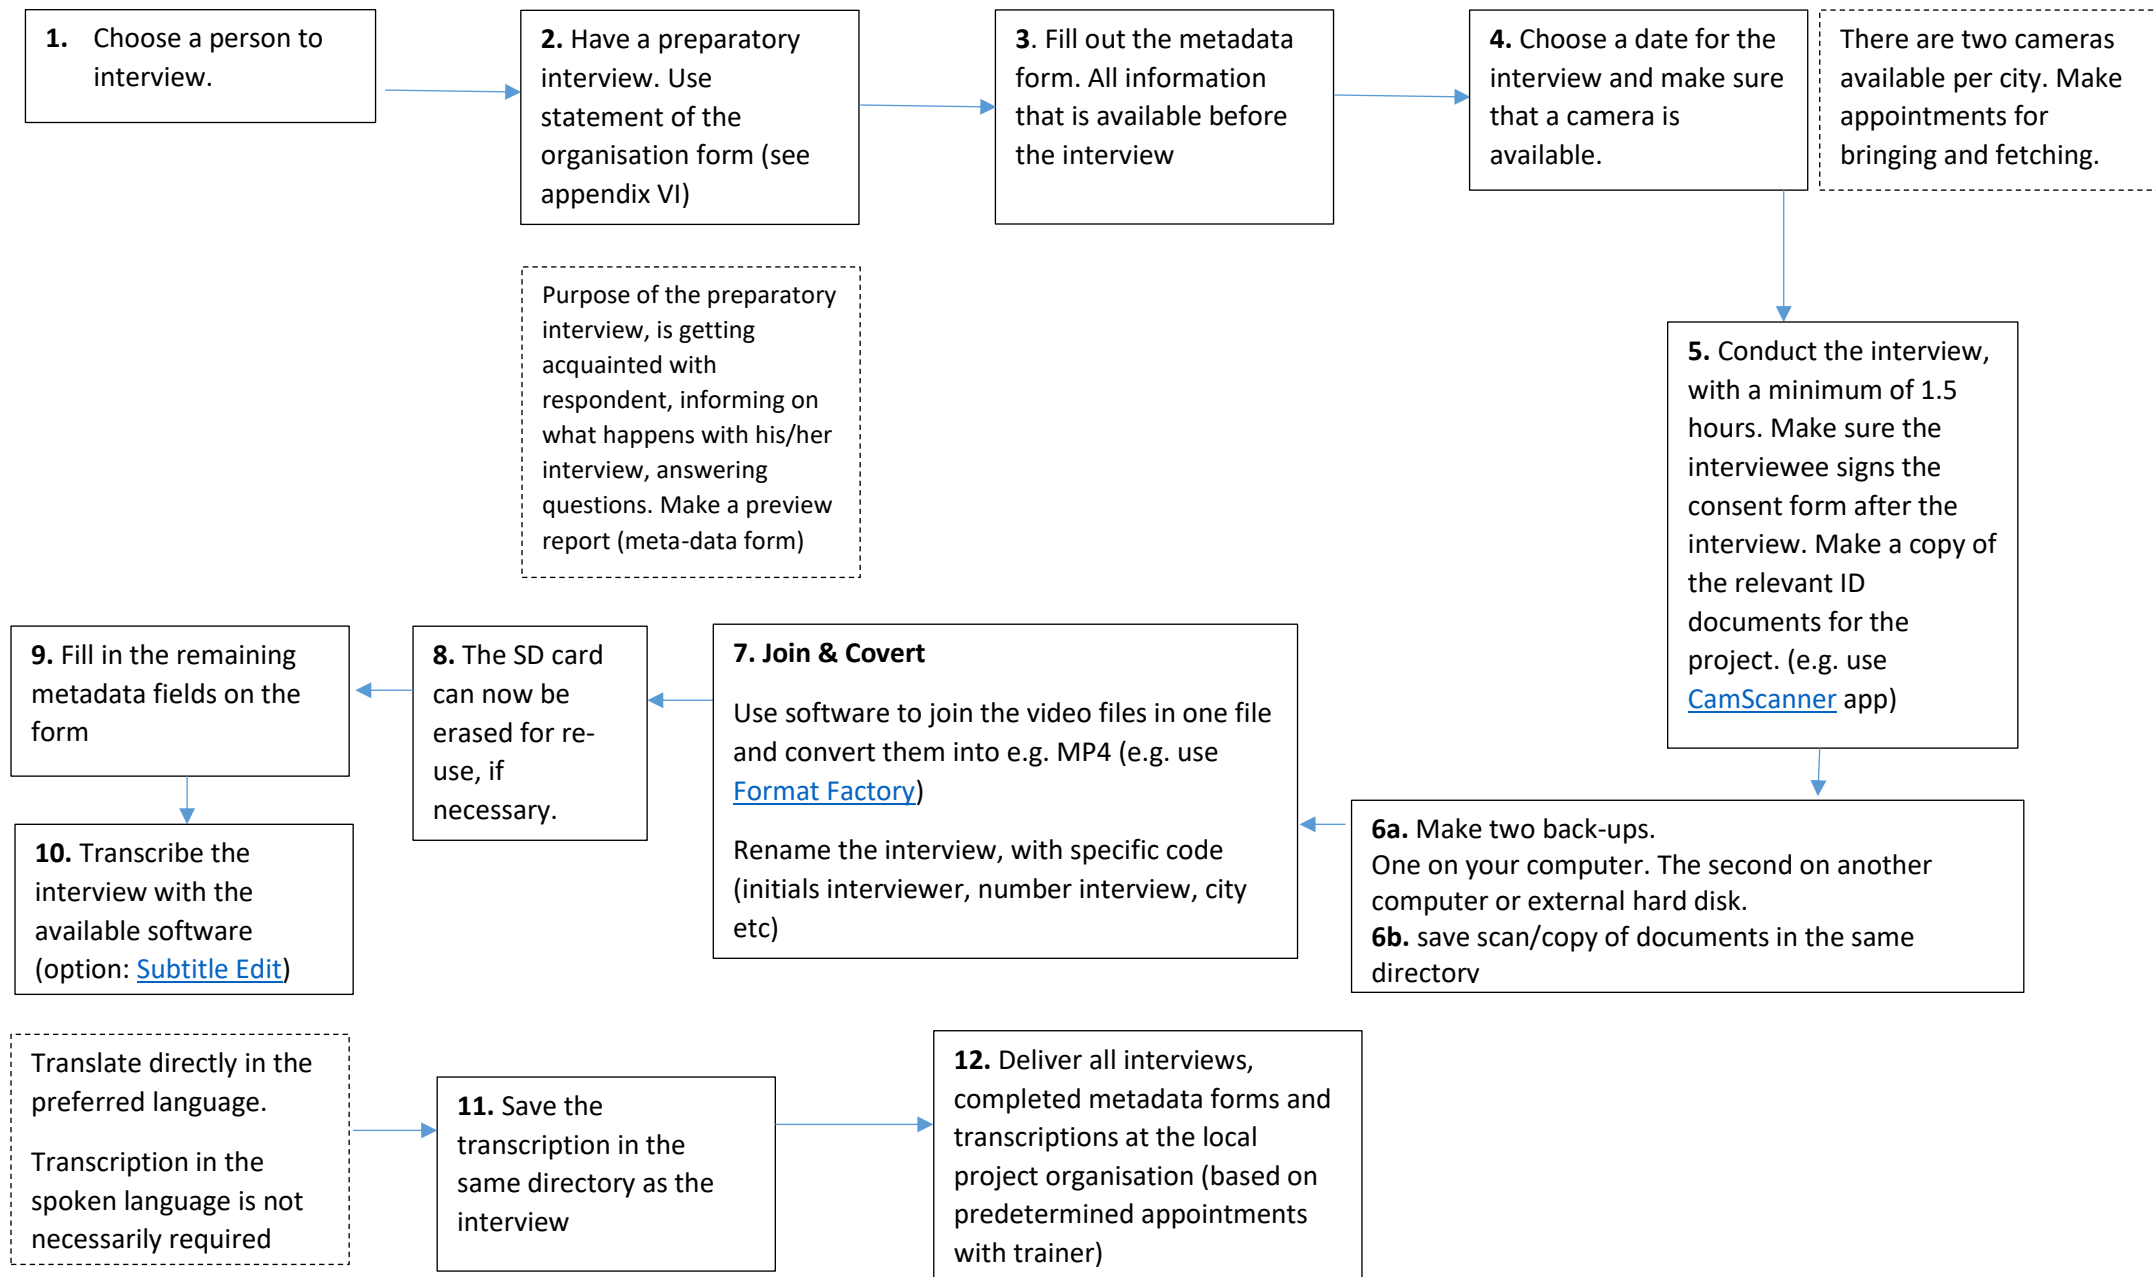 1. Choose a person to
interview.
2. Have a preparatory
interview. Use
statement of the
organisation form (see
appendix VI)
3. Fill out the metadata
form. All information
that is available before
the interview
4. Choose a date for the
interview and make sure
that a camera is
available.
There are two cameras
available per city. Make
appointments for
bringing and fetching.
Purpose of the preparatory
interview, is getting
acquainted with
respondent, informing on
what happens with his/her
interview, answering
questions. Make a preview
report (meta-data form)
5. Conduct the interview,
with a minimum of 1.5
hours. Make sure the
interviewee signs the
consent form after the
interview. Make a copy of
the relevant ID
documents for the
project. (e.g. use
CamScanner app)
6a. Make two back-ups.
One on your computer. The second on another
computer or external hard disk.
6b. save scan/copy of documents in the same
directory
7. Join & Covert
Use software to join the video files in one file
and convert them into e.g. MP4 (e.g. use
Format Factory)
Rename the interview, with specific code
(initials interviewer, number interview, city
etc)
8. The SD card
can now be
erased for re-
use, if
necessary.
9. Fill in the remaining
metadata fields on the
form
10. Transcribe the
interview with the
available software
(option: Subtitle Edit)
Translate directly in the
preferred language.
Transcription in the
spoken language is not
necessarily required
11. Save the
transcription in the
same directory as the
interview
12. Deliver all interviews,
completed metadata forms and
transcriptions at the local
project organisation (based on
predetermined appointments
with trainer)